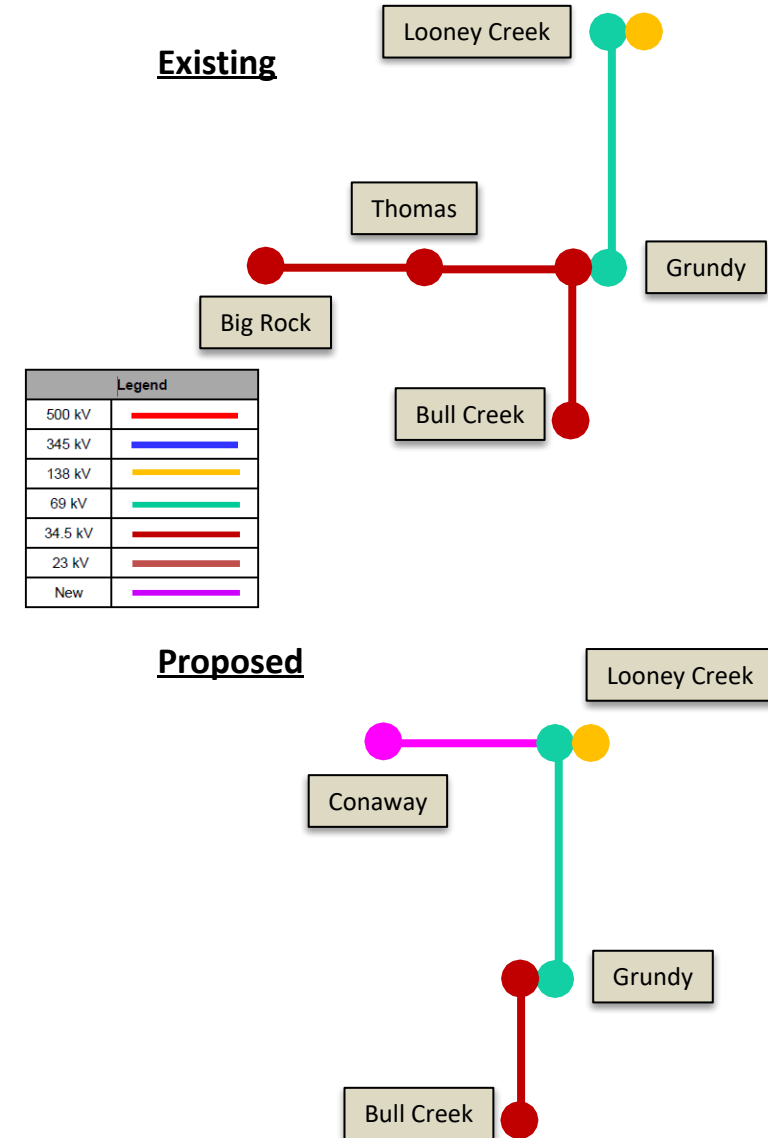 Existing
Looney Creek
Thomas
Grundy
Big Rock
Bull Creek
Legend
500 kV
345 kV
138 kV
69 kV
34.5 kV
23 kV
New
Proposed
Looney Creek
Conaway
Grundy
Bull Creek